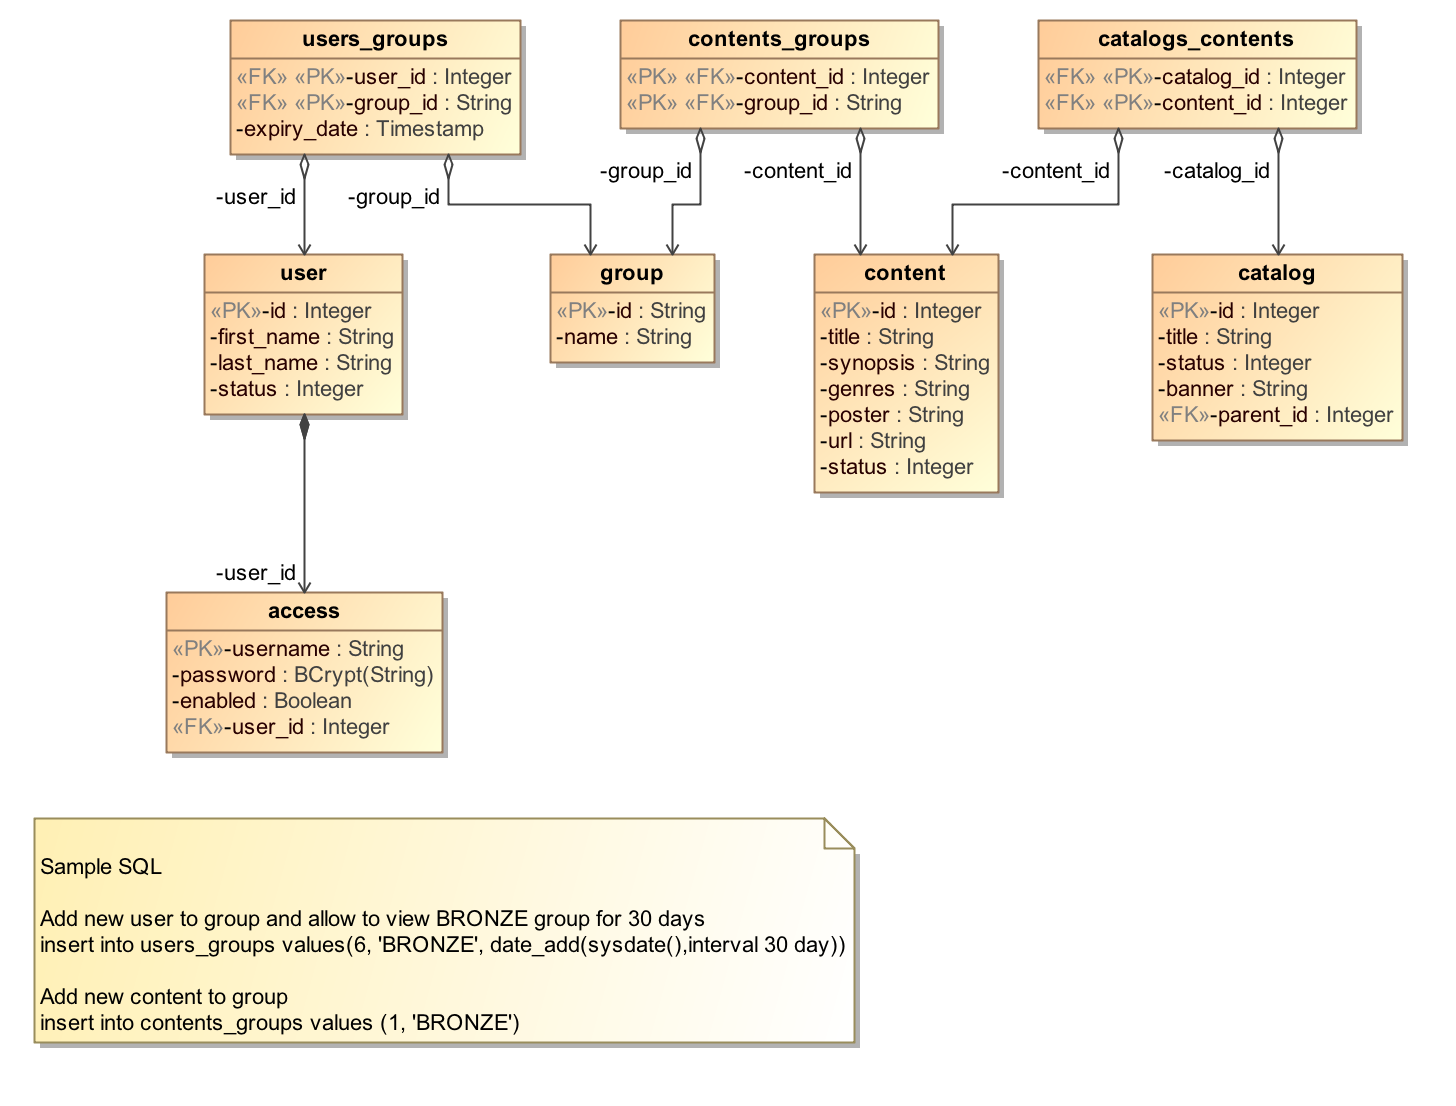 users_groups
«FK» «PK»-user_id : Integer
«FK» «PK»-group_id : String
-expiry_date : Timestamp
contents_groups
«PK» «FK»-content_id : Integer
«PK» «FK»-group_id : String
catalogs_contents
«FK» «PK»-catalog_id : Integer
«FK» «PK»-content_id : Integer
-user_id
-group_id
-group_id
-content_id
-content_id
-catalog_id
user
«PK»-id : Integer
-first_name : String
-last_name : String
-status : Integer
group
«PK»-id : String
-name : String
content
«PK»-id : Integer
-title : String
-synopsis : String
-genres : String
-poster : String
-url : String
-status : Integer
catalog
«PK»-id : Integer
-title : String
-status : Integer
-banner : String
«FK»-parent_id : Integer
-user_id
access
«PK»-username : String
-password : BCrypt(String)
-enabled : Boolean
«FK»-user_id : Integer
Sample SQL
Add new user to group and allow to view BRONZE group for 30 days
insert into users_groups values(6, 'BRONZE', date_add(sysdate(),interval 30 day))
Add new content to group
insert into contents_groups values (1, 'BRONZE')